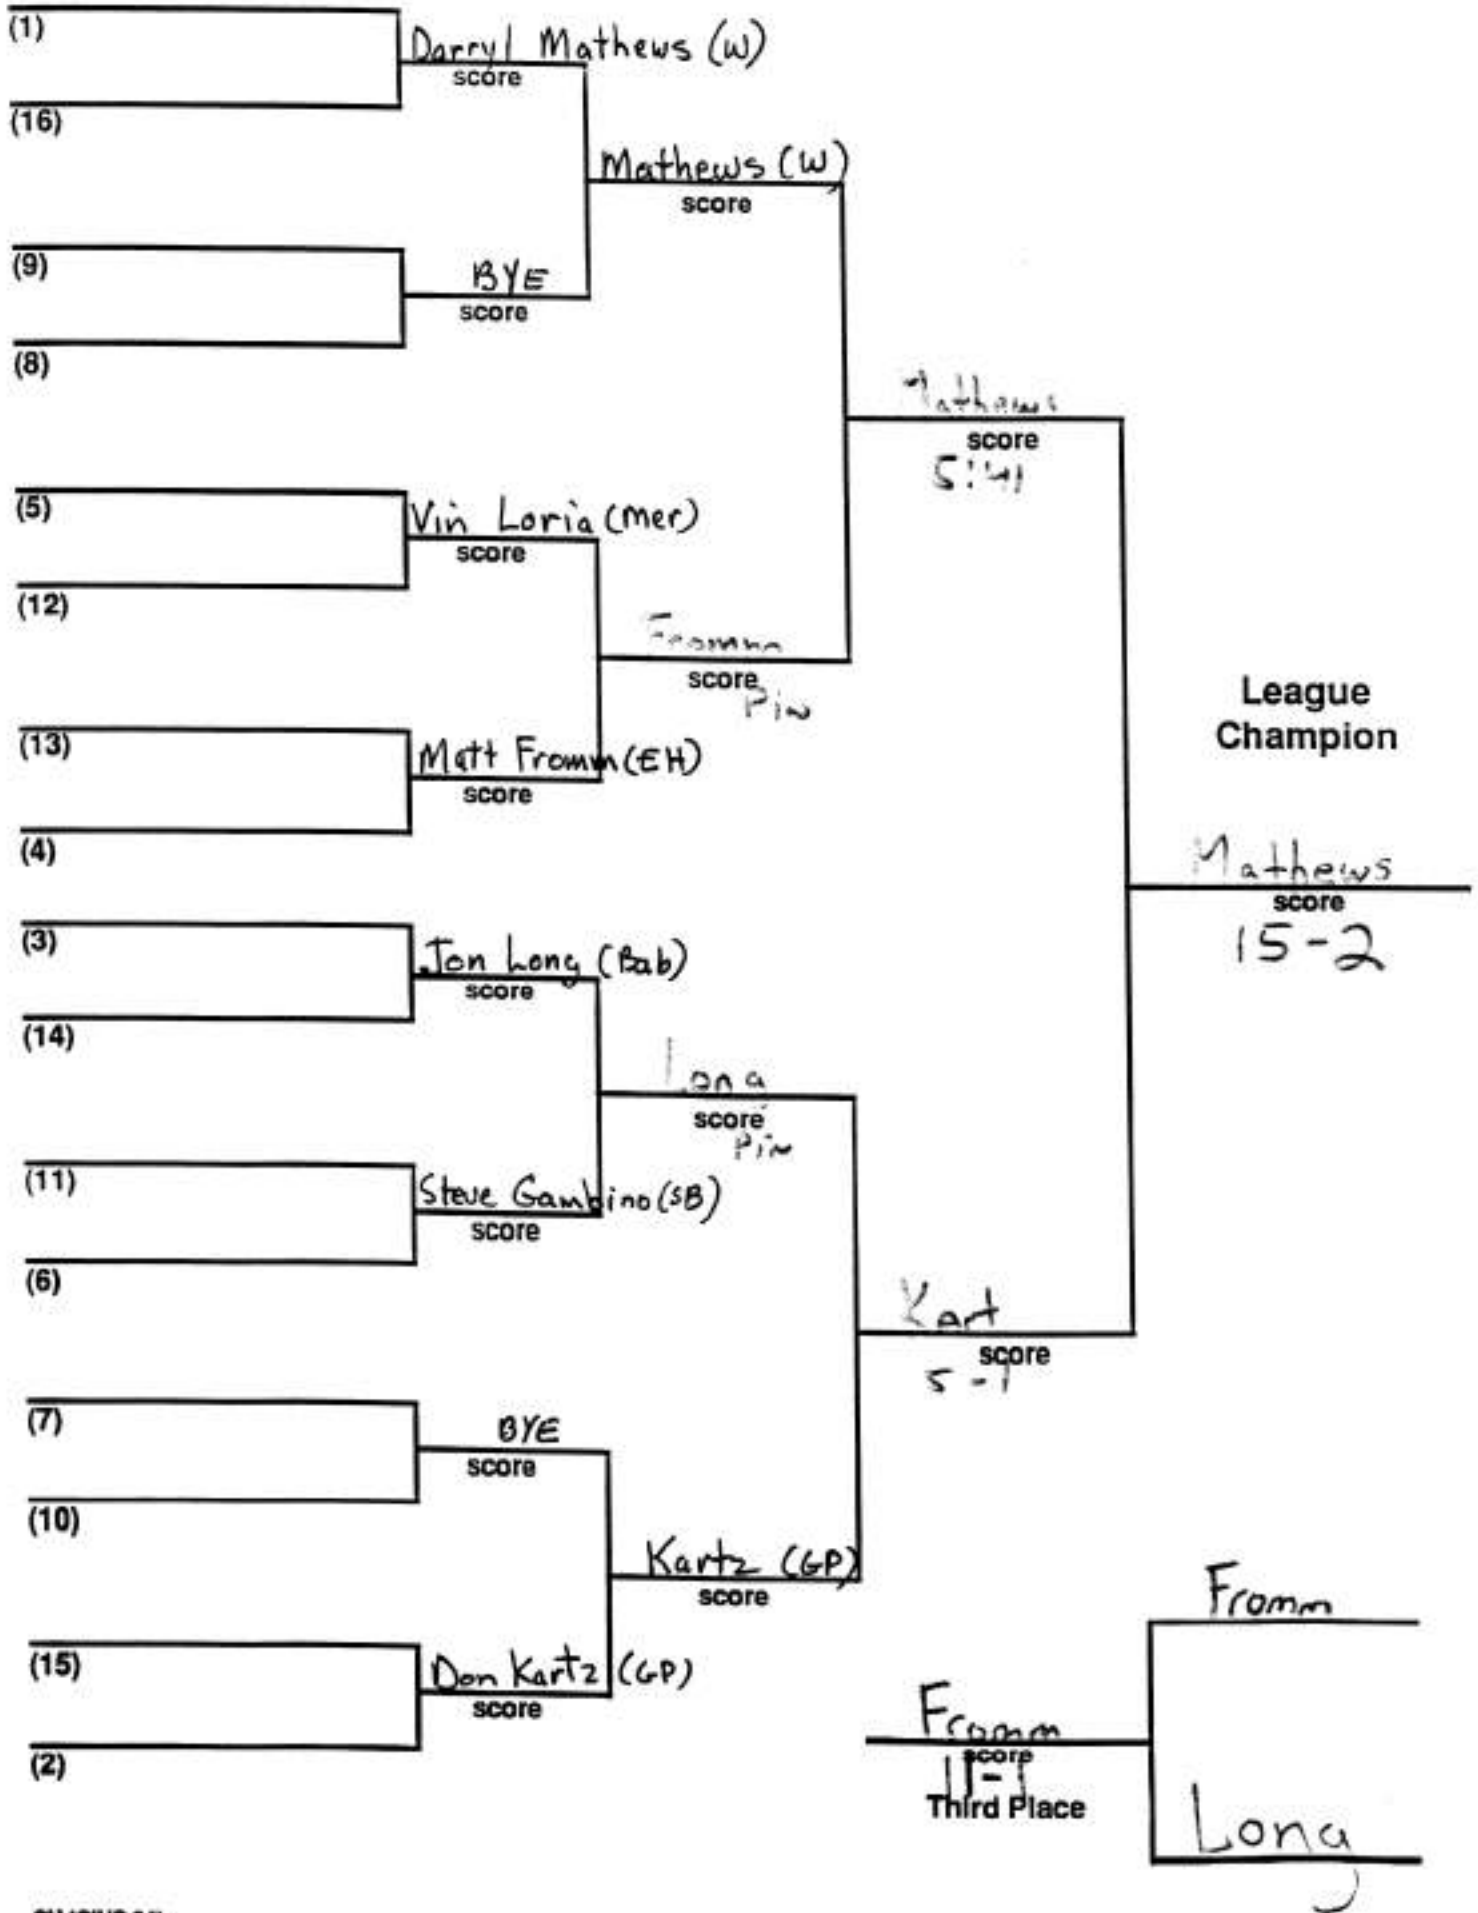 (1)
Darryl Mathews (W)
score
(16)
Mathews (W)
score
(9)
BYE
score
(8)
Mathews
score
5:41
(5)
Vin Loria (Mer)
score
(12)
Fromm
score
Pin
(13)
Matt Fromm (EH)
score
(4)
League
Champion
Mathews
score
15-2
(3)
Jon Long (Bab)
score
(14)
Long
score
Pin
(11)
Steve Gambino (SB)
score
(6)
Kart
score
5-1
(7)
BYE
score
(10)
Kartz (GP)
score
(15)
Don Kartz (GP)
score
(2)
Fromm
Fromm
score
11-1
Third Place
Long